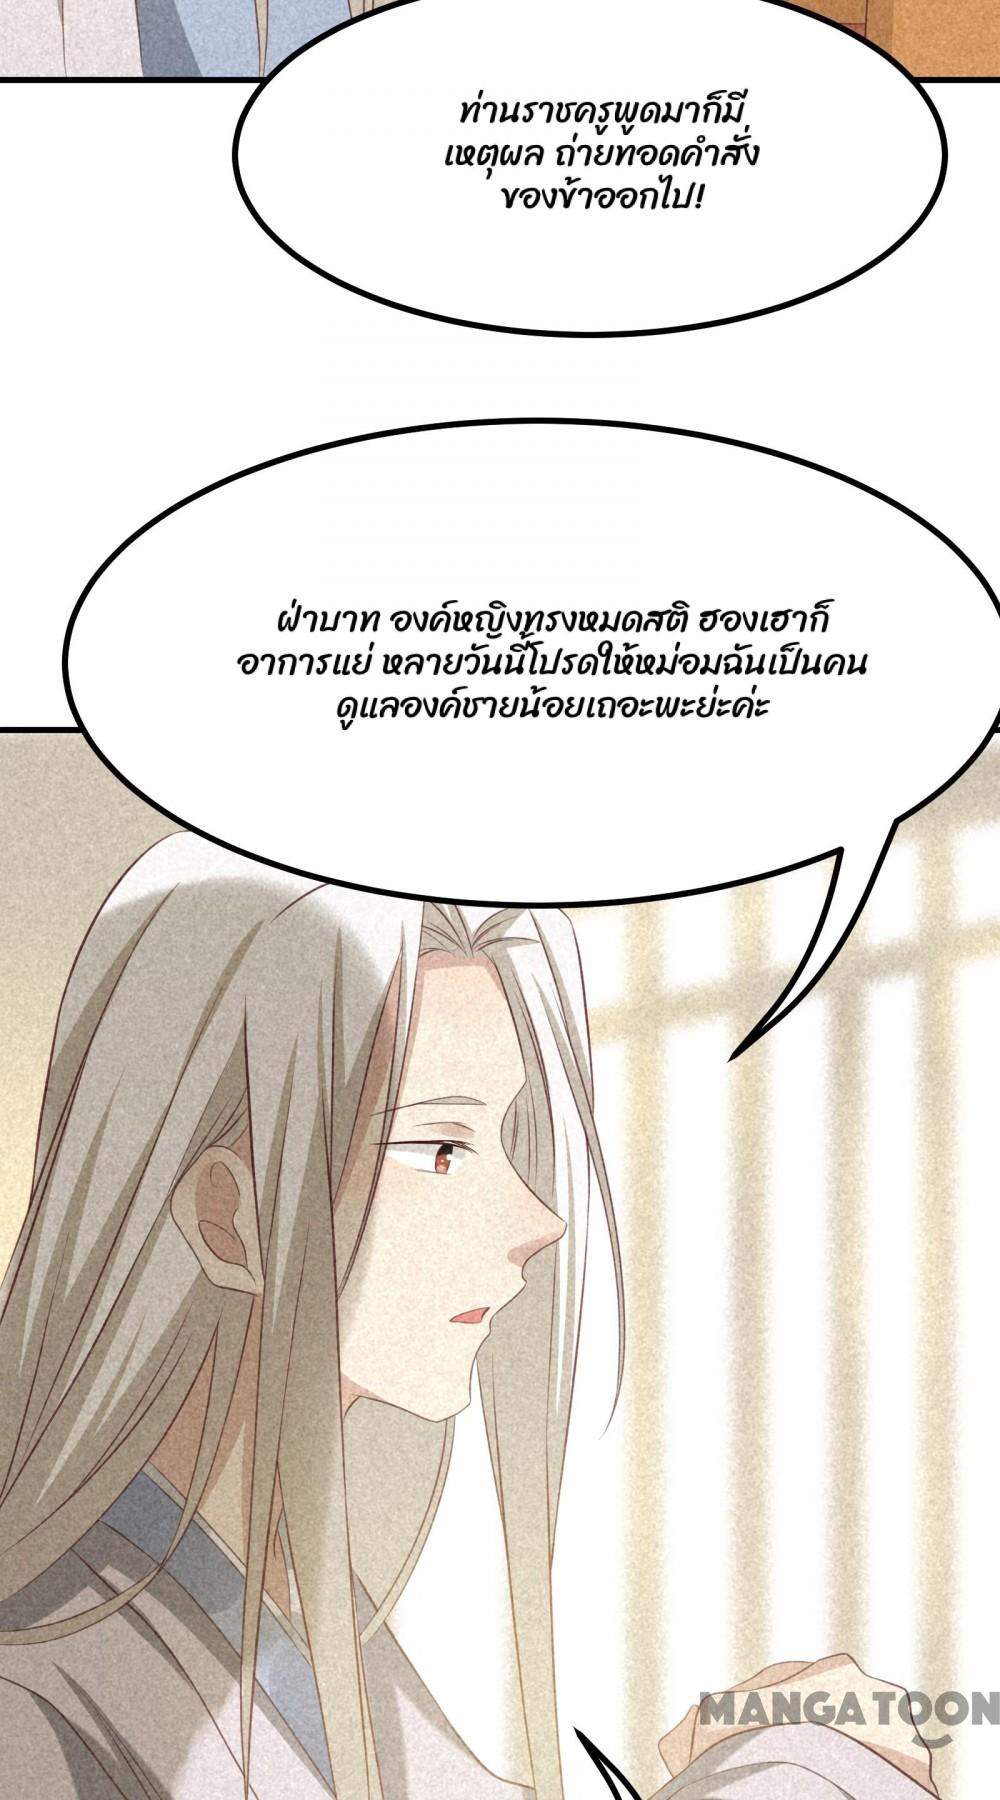 ท่านราชครูพูดมาก็มี
เหตุผล ถ่ายทอดคำสั่ง
ของข้าออกไป!
ฝ่าบาท องค์หญิงทรงหมดสติ ฮองเฮาก็
อาการแย่ หลายวันนี้โปรดให้หม่อมฉันเป็นคน
ดูแลองค์ชายน้อยเถอะพะย่ะค่ะ
MANGA TOON